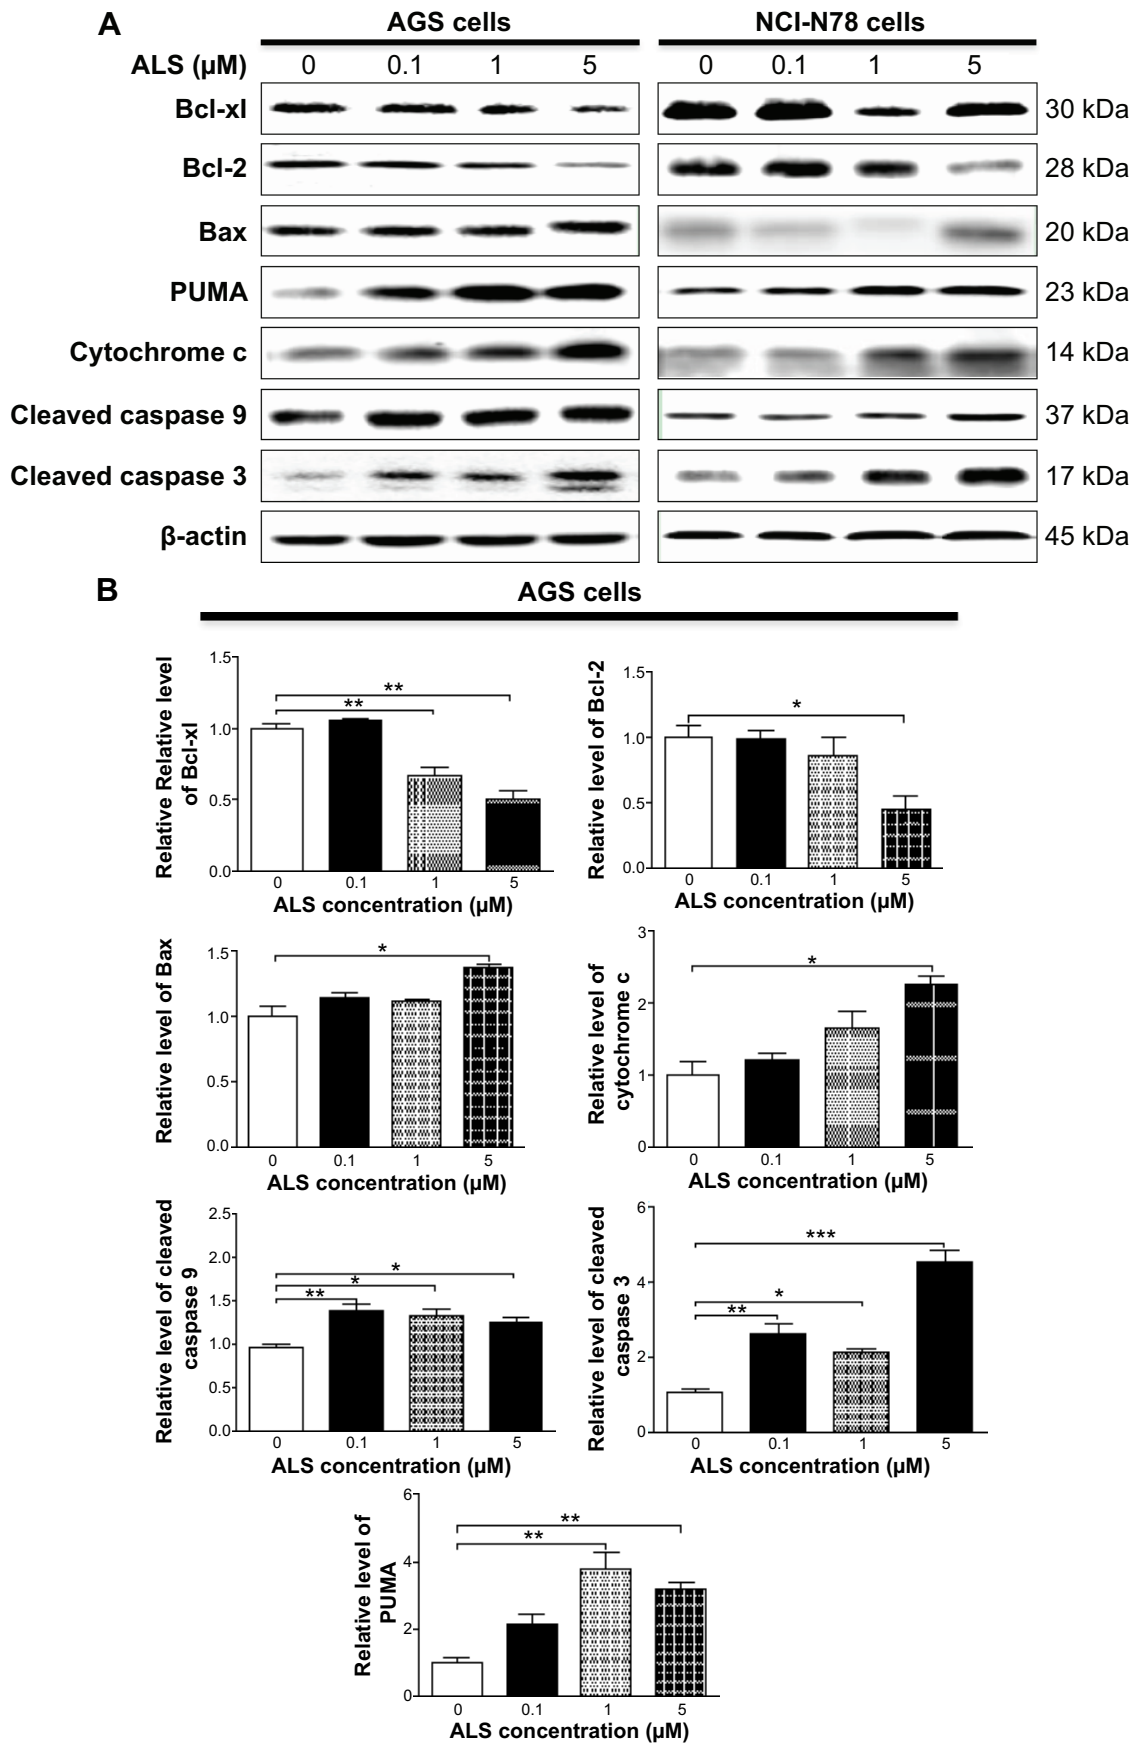 A
AGS cells
NCI-N78 cells
ALS (µM)
0 0.1 1 5
0 0.1 1 5
Bcl-xl
30 kDa
Bcl-2
28 kDa
Bax
20 kDa
PUMA
23 kDa
Cytochrome c
14 kDa
Cleaved caspase 9
37 kDa
Cleaved caspase 3
17 kDa
β-actin
45 kDa
B
AGS cells
Relative Relative level
of Bcl-xl
1.5
1.0
0.5
0.0
**
**
0 0.1 1 5
ALS concentration (µM)
Relative level of Bcl-2
1.5
1.0
0.5
0.0
*
0 0.1 1 5
ALS concentration (µM)
Relative level of Bax
1.5
1.0
0.5
0.0
*
0 0.1 1 5
ALS concentration (µM)
Relative level of
cytochrome c
3
2
1
0
*
0 0.1 1 5
ALS concentration (µM)
Relative level of cleaved
caspase 9
2.5
2.0
1.5
1.0
0.5
0.0
*
*
**
0 0.1 1 5
ALS concentration (µM)
Relative level of cleaved
caspase 3
6
4
2
0
***
*
**
0 0.1 1 5
ALS concentration (µM)
Relative level of
PUMA
6
4
2
0
**
**
0 0.1 1 5
ALS concentration (µM)